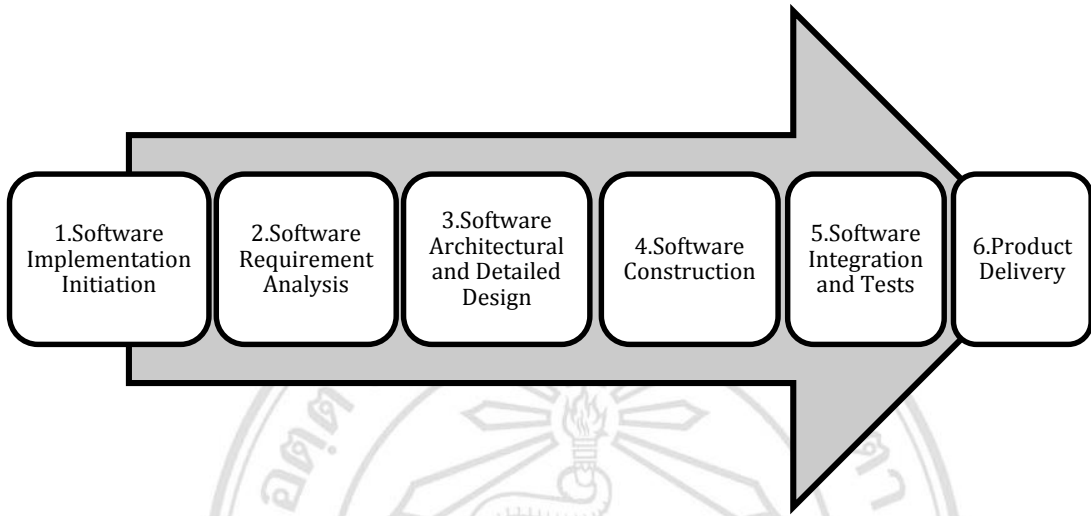 1.Software
Implementation
Initiation
2.Software
Requirement
Analysis
3.Software
Architectural
and Detailed
Design
4.Software
Construction
5.Software
Integration
and Tests
6.Product
Delivery